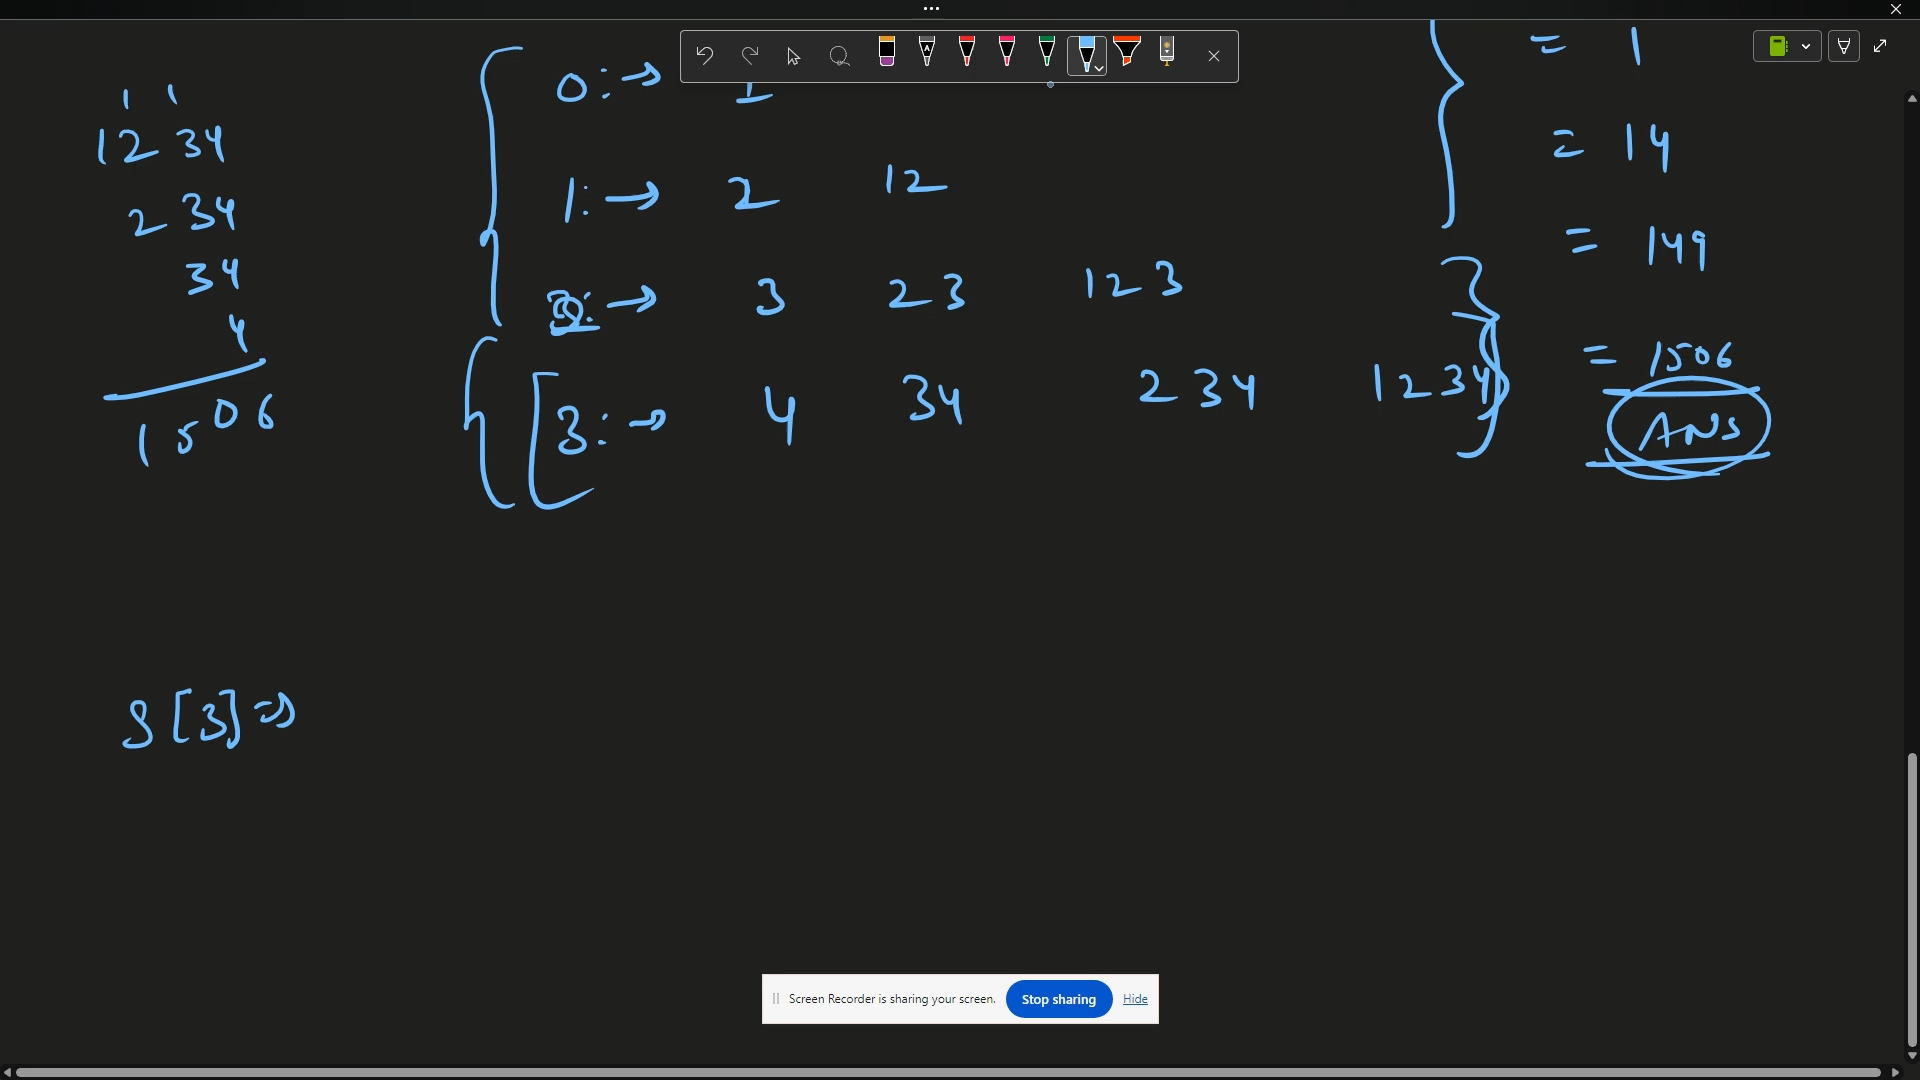 1 1
1234
234
34
4
1506
0: → 1 = 1
1: → 2 12 = 14
→ 3 23 123 = 149
3: → 4 34 234 1234 = 1506
ANS
S[3] ⇒
Screen Recorder is sharing your screen. Stop sharing Hide